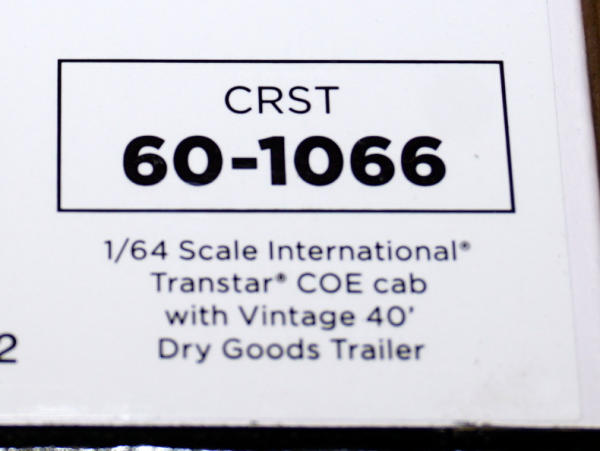 CRST
60-1066
1/64 Scale International®
Transtar® COE cab
with Vintage 40'
2
Dry Goods Trailer